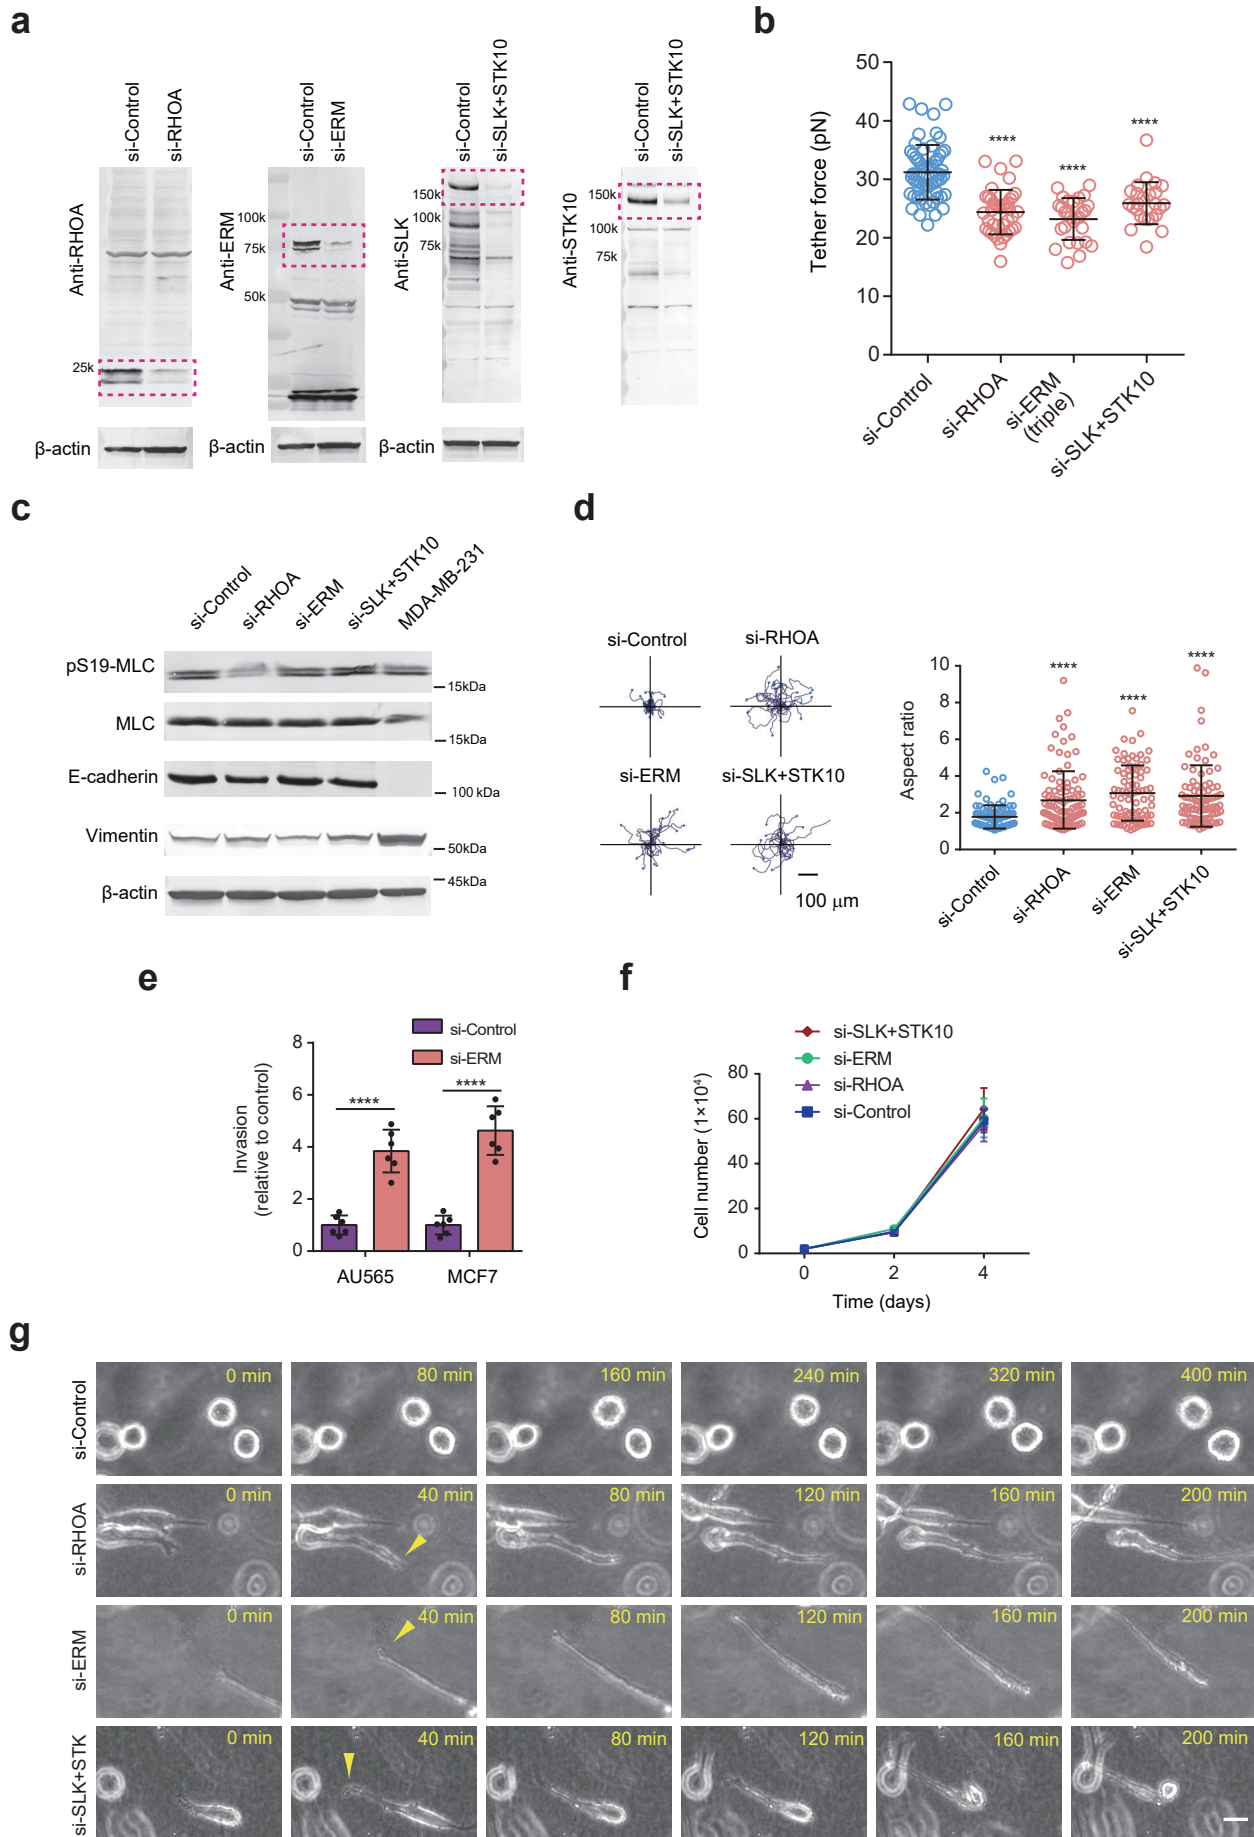 a
si-Control
si-RHOA
Anti-RHOA
25k
β-actin
si-Control
si-ERM
Anti-ERM
100k
75k
50k
β-actin
si-Control
si-SLK+STK10
Anti-SLK
150k
100k
75k
β-actin
si-Control
si-SLK+STK10
Anti-STK10
150k
100k
75k
b
Tether force (pN)
50
40
30
20
10
0
****
****
****
si-Control
si-RHOA
si-ERM
(triple)
si-SLK+STK10
c
si-Control
si-RHOA
si-ERM
si-SLK+STK10
MDA-MB-231
pS19-MLC
15kDa
MLC
15kDa
E-cadherin
100 kDa
Vimentin
50kDa
β-actin
45kDa
d
si-Control
si-RHOA
si-ERM
si-SLK+STK10
100 μm
Aspect ratio
10
8
6
4
2
0
****
****
****
si-Control
si-RHOA
si-ERM
si-SLK+STK10
e
si-Control
si-ERM
Invasion
(relative to control)
8
6
4
2
0
****
****
AU565
MCF7
f
si-SLK+STK10
si-ERM
si-RHOA
si-Control
Cell number (1×10⁴)
80
60
40
20
0
0
2
4
Time (days)
g
si-Control
0 min
80 min
160 min
240 min
320 min
400 min
si-RHOA
0 min
40 min
80 min
120 min
160 min
200 min
si-ERM
0 min
40 min
80 min
120 min
160 min
200 min
si-SLK+STK
0 min
40 min
80 min
120 min
160 min
200 min